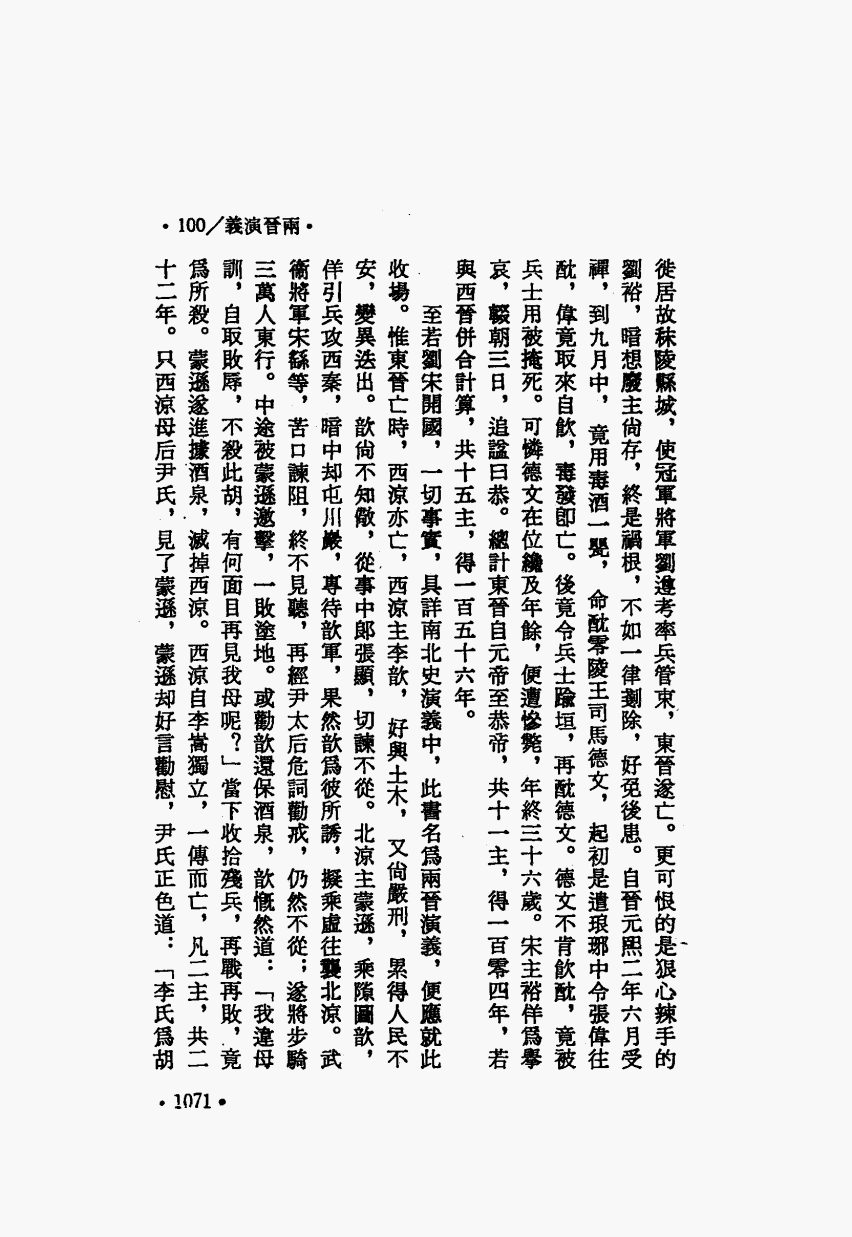 •100/義演晉兩•
徙居故秣陵縣城，使冠軍將軍劉遵考率兵管束，東晉遂亡。更可恨的是狠心辣手的
劉裕，暗想廢主尚存，終是禍根，不如一律剗除，好免後患。自晉元熙二年六月受
禪，到九月中，竟用毒酒一甖，命酖零陵王司馬德文，起初是遣琅琊中令張偉往
酖，偉竟取來自飲，毒發卽亡。後竟令兵士踰垣，再酖德文。德文不肯飲酖，竟被
兵士用被掩死。可憐德文在位纔及年餘，便遭慘斃，年終三十六歲。宋主裕佯爲舉
哀，輟朝三日，追諡曰恭。總計東晉自元帝至恭帝，共十一主，得一百零四年，若
與西晉併合計算，共十五主，得一百五十六年。
至若劉宋開國，一切事實，具詳南北史演義中，此書名爲兩晉演義，便應就此
收場。惟東晉亡時，西涼亦亡，西涼主李歆，好興土木，又尙嚴刑，累得人民不
安，變異迭出。歆尙不知儆，從事中郎張顯，切諫不從。北涼主蒙遜，乘隙圖歆，
佯引兵攻西秦，暗中却屯川巖，專待歆軍，果然歆爲彼所誘，擬乘虛往襲北涼。武
衞將軍宋繇等，苦口諫阻，終不見聽，再經尹太后危詞勸戒，仍然不從；遂將步騎
三萬人東行。中途被蒙遜邀擊，一敗塗地。或勸歆還保酒泉，歆慨然道：「我違母
訓，自取敗辱，不殺此胡，有何面目再見我母呢？」當下收拾殘兵，再戰再敗，竟
爲所殺。蒙遜遂進據酒泉，滅掉西涼。西涼自李暠獨立，一傳而亡，凡二主，共二
十二年。只西涼母后尹氏，見了蒙遜，蒙遜却好言勸慰，尹氏正色道：「李氏爲胡
•1071•